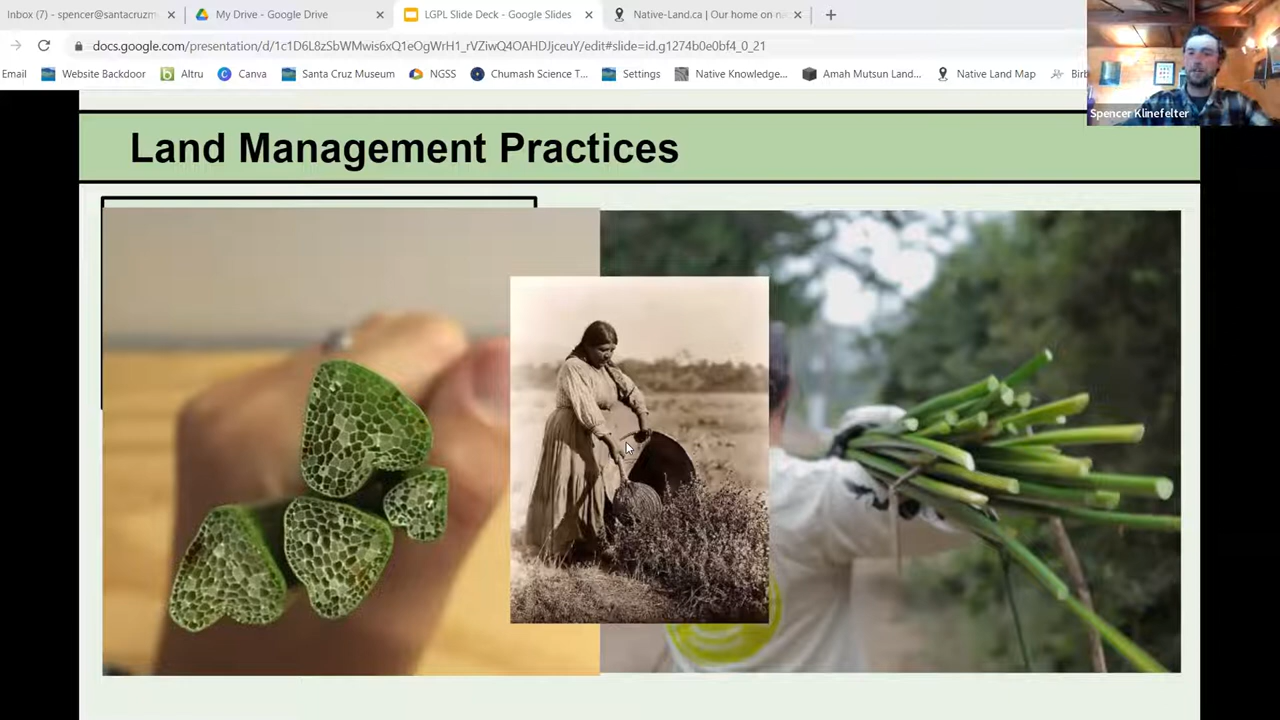 Inbox (7) - spencer@santacruzm
My Drive - Google Drive
LGPL Slide Deck - Google Slides
Native-Land.ca | Our home on na
docs.google.com/presentation/d/1c1D6L8zSbWMwis6xQ1eOgWrH1_rVZiwQ4OAHDJjceuY/edit#slide=id.g1274b0e0bf4_0_21
Email
Website Backdoor
Altru
Canva
Santa Cruz Museum
NGSS
Chumash Science T...
Settings
Native Knowledge...
Amah Mutsun Lan...
Native Land Map
Birt
Spencer Klinefelter
Land Management Practices